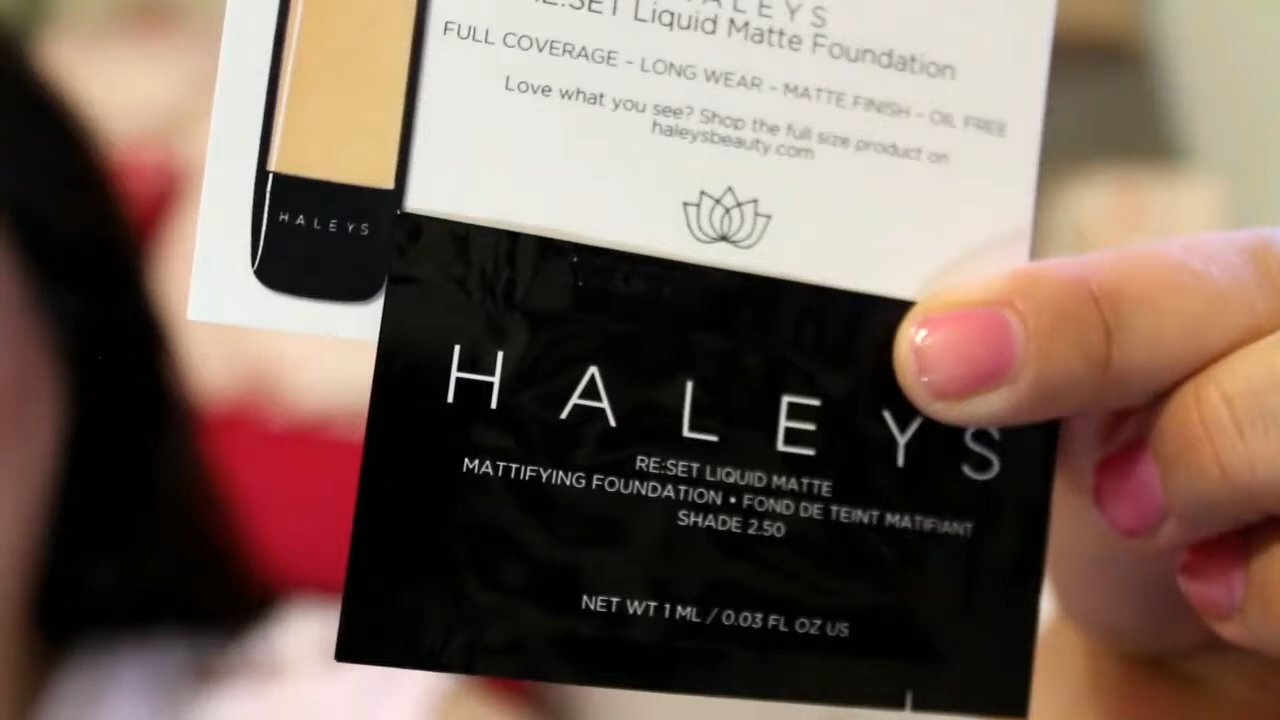 HALEYS
RE:SET Liquid Matte Foundation
FULL COVERAGE - LONG WEAR - MATTE FINISH - OIL FREE
Love what you see? Shop the full size product on
haleysbeauty.com
HALEYS
HALEYS
RE:SET LIQUID MATTE
MATTIFYING FOUNDATION • FOND DE TEINT MATIFIANT
SHADE 2.50
NET WT 1 ML / 0.03 FL OZ US